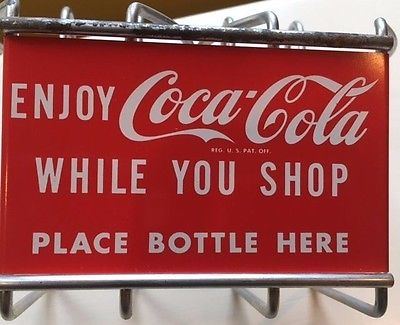 ENJOY Coca-Cola
REG. U. S. PAT. OFF.
WHILE YOU SHOP
PLACE BOTTLE HERE